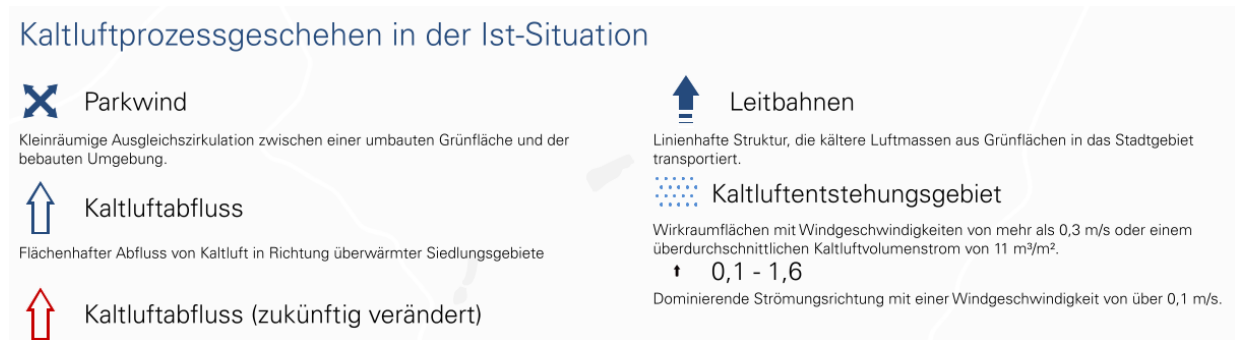 Kaltluftprozessgeschehen in der Ist-Situation
Parkwind
Kleinräumige Ausgleichszirkulation zwischen einer umbauten Grünfläche und der
bebauten Umgebung.
Kaltluftabfluss
Flächenhafter Abfluss von Kaltluft in Richtung überwärmter Siedlungsgebiete
Kaltluftabfluss (zukünftig verändert)
Leitbahnen
Linienhafte Struktur, die kältere Luftmassen aus Grünflächen in das Stadtgebiet
transportiert.
Kaltluftentstehungsgebiet
Wirkraumflächen mit Windgeschwindigkeiten von mehr als 0,3 m/s oder einem
überdurchschnittlichen Kaltluftvolumenstrom von 11 m³/m².
0,1 - 1,6
Dominierende Strömungsrichtung mit einer Windgeschwindigkeit von über 0,1 m/s.